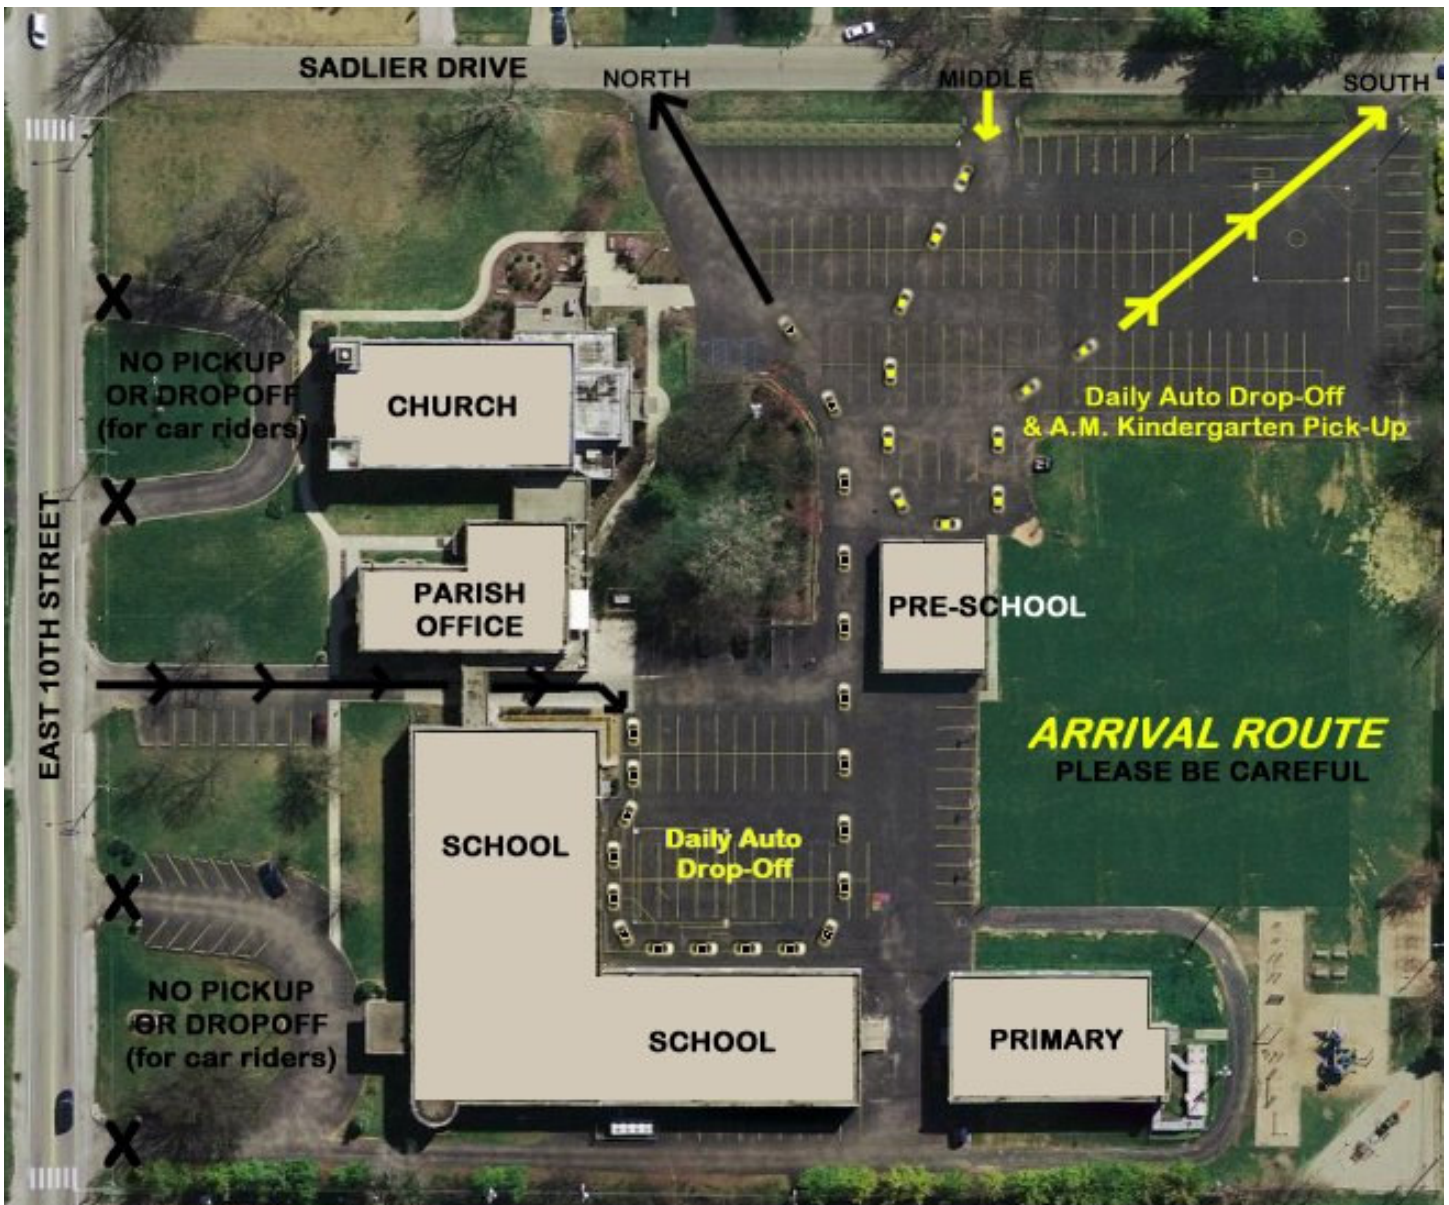 SADLIER DRIVE
NORTH
MIDDLE
SOUTH
NO PICKUP
OR DROPOFF
(for car riders)
CHURCH
Daily Auto Drop-Off
& A.M. Kindergarten Pick-Up
EAST 10TH STREET
PARISH
OFFICE
PRE-SCHOOL
ARRIVAL ROUTE
PLEASE BE CAREFUL
SCHOOL
Daily Auto
Drop-Off
NO PICKUP
OR DROPOFF
(for car riders)
SCHOOL
PRIMARY